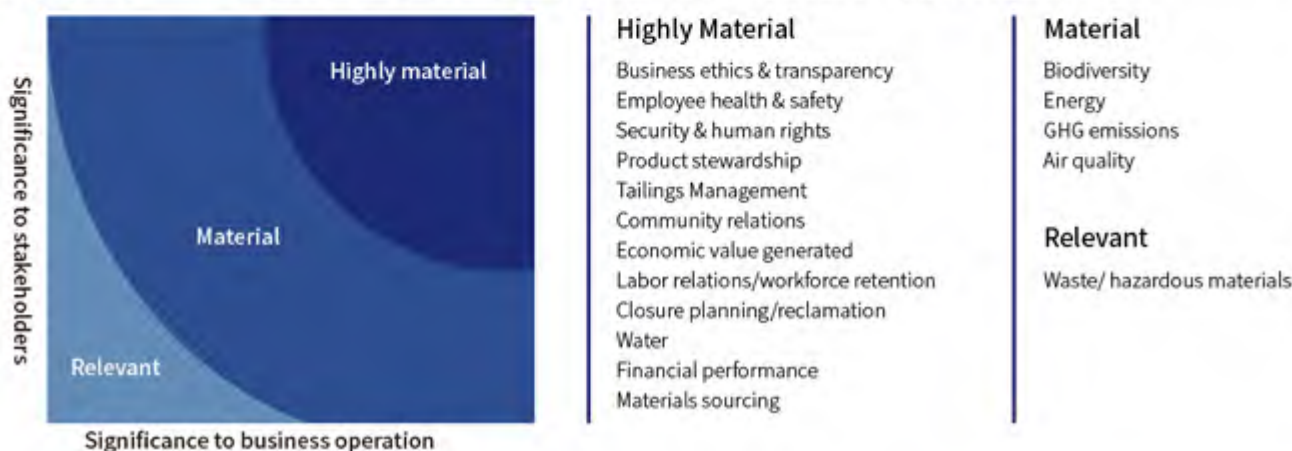 Significance to stakeholders
Highly material
Material
Relevant
Significance to business operation
Highly Material
Business ethics & transparency
Employee health & safety
Security & human rights
Product stewardship
Tailings Management
Community relations
Economic value generated
Labor relations/workforce retention
Closure planning/reclamation
Water
Financial performance
Materials sourcing
Material
Biodiversity
Energy
GHG emissions
Air quality
Relevant
Waste/ hazardous materials